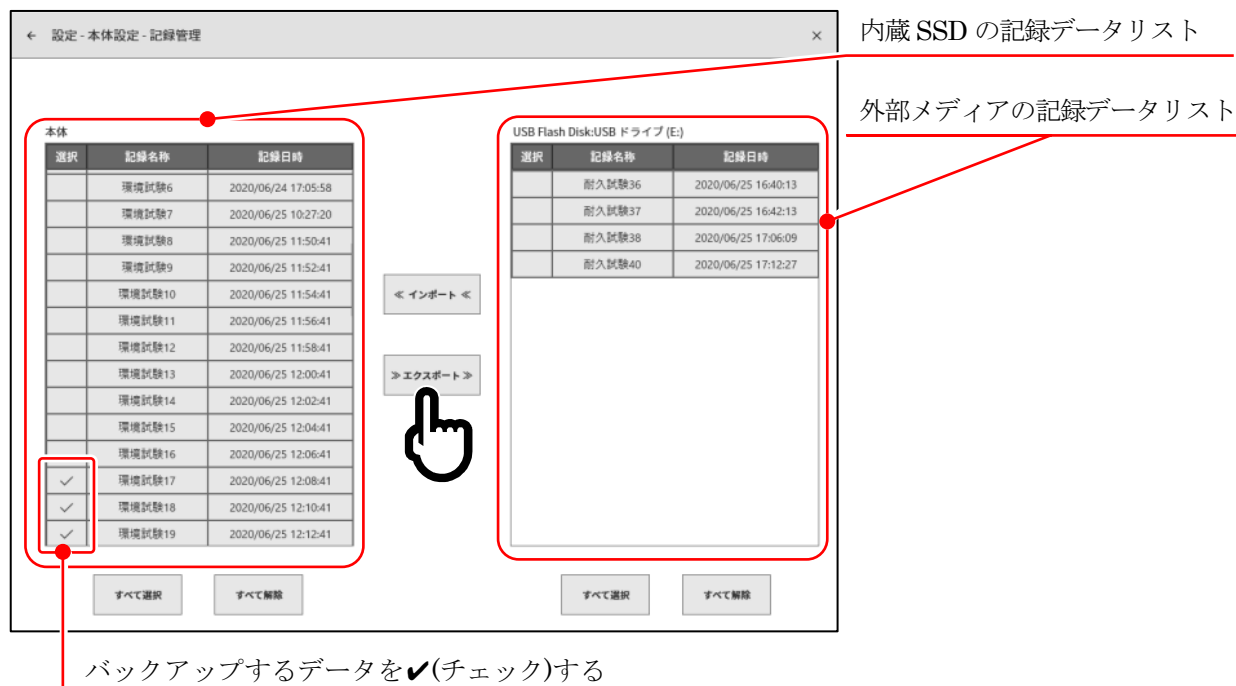 ← 設定 - 本体設定 - 記録管理 ×
内蔵 SSD の記録データリスト
外部メディアの記録データリスト
本体
選択 記録名称 記録日時
環境試験6 2020/06/24 17:05:58
環境試験7 2020/06/25 10:27:20
環境試験8 2020/06/25 11:50:41
環境試験9 2020/06/25 11:52:41
環境試験10 2020/06/25 11:54:41
環境試験11 2020/06/25 11:56:41
環境試験12 2020/06/25 11:58:41
環境試験13 2020/06/25 12:00:41
環境試験14 2020/06/25 12:02:41
環境試験15 2020/06/25 12:04:41
環境試験16 2020/06/25 12:06:41
✓ 環境試験17 2020/06/25 12:08:41
✓ 環境試験18 2020/06/25 12:10:41
✓ 環境試験19 2020/06/25 12:12:41
すべて選択 すべて解除
≪ インポート ≪
≫ エクスポート ≫
USB Flash Disk:USB ドライブ (E:)
選択 記録名称 記録日時
耐久試験36 2020/06/25 16:40:13
耐久試験37 2020/06/25 16:42:13
耐久試験38 2020/06/25 17:06:09
耐久試験40 2020/06/25 17:12:27
すべて選択 すべて解除
バックアップするデータを✔(チェック)する